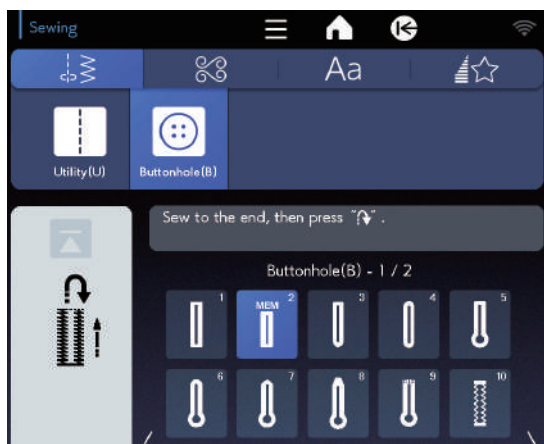 Sewing
Aa
Utility(U) Buttonhole(B)
Sew to the end, then press "↷".
Buttonhole(B) - 1 / 2
1 MEM 2 3 4 5
6 7 8 9 10